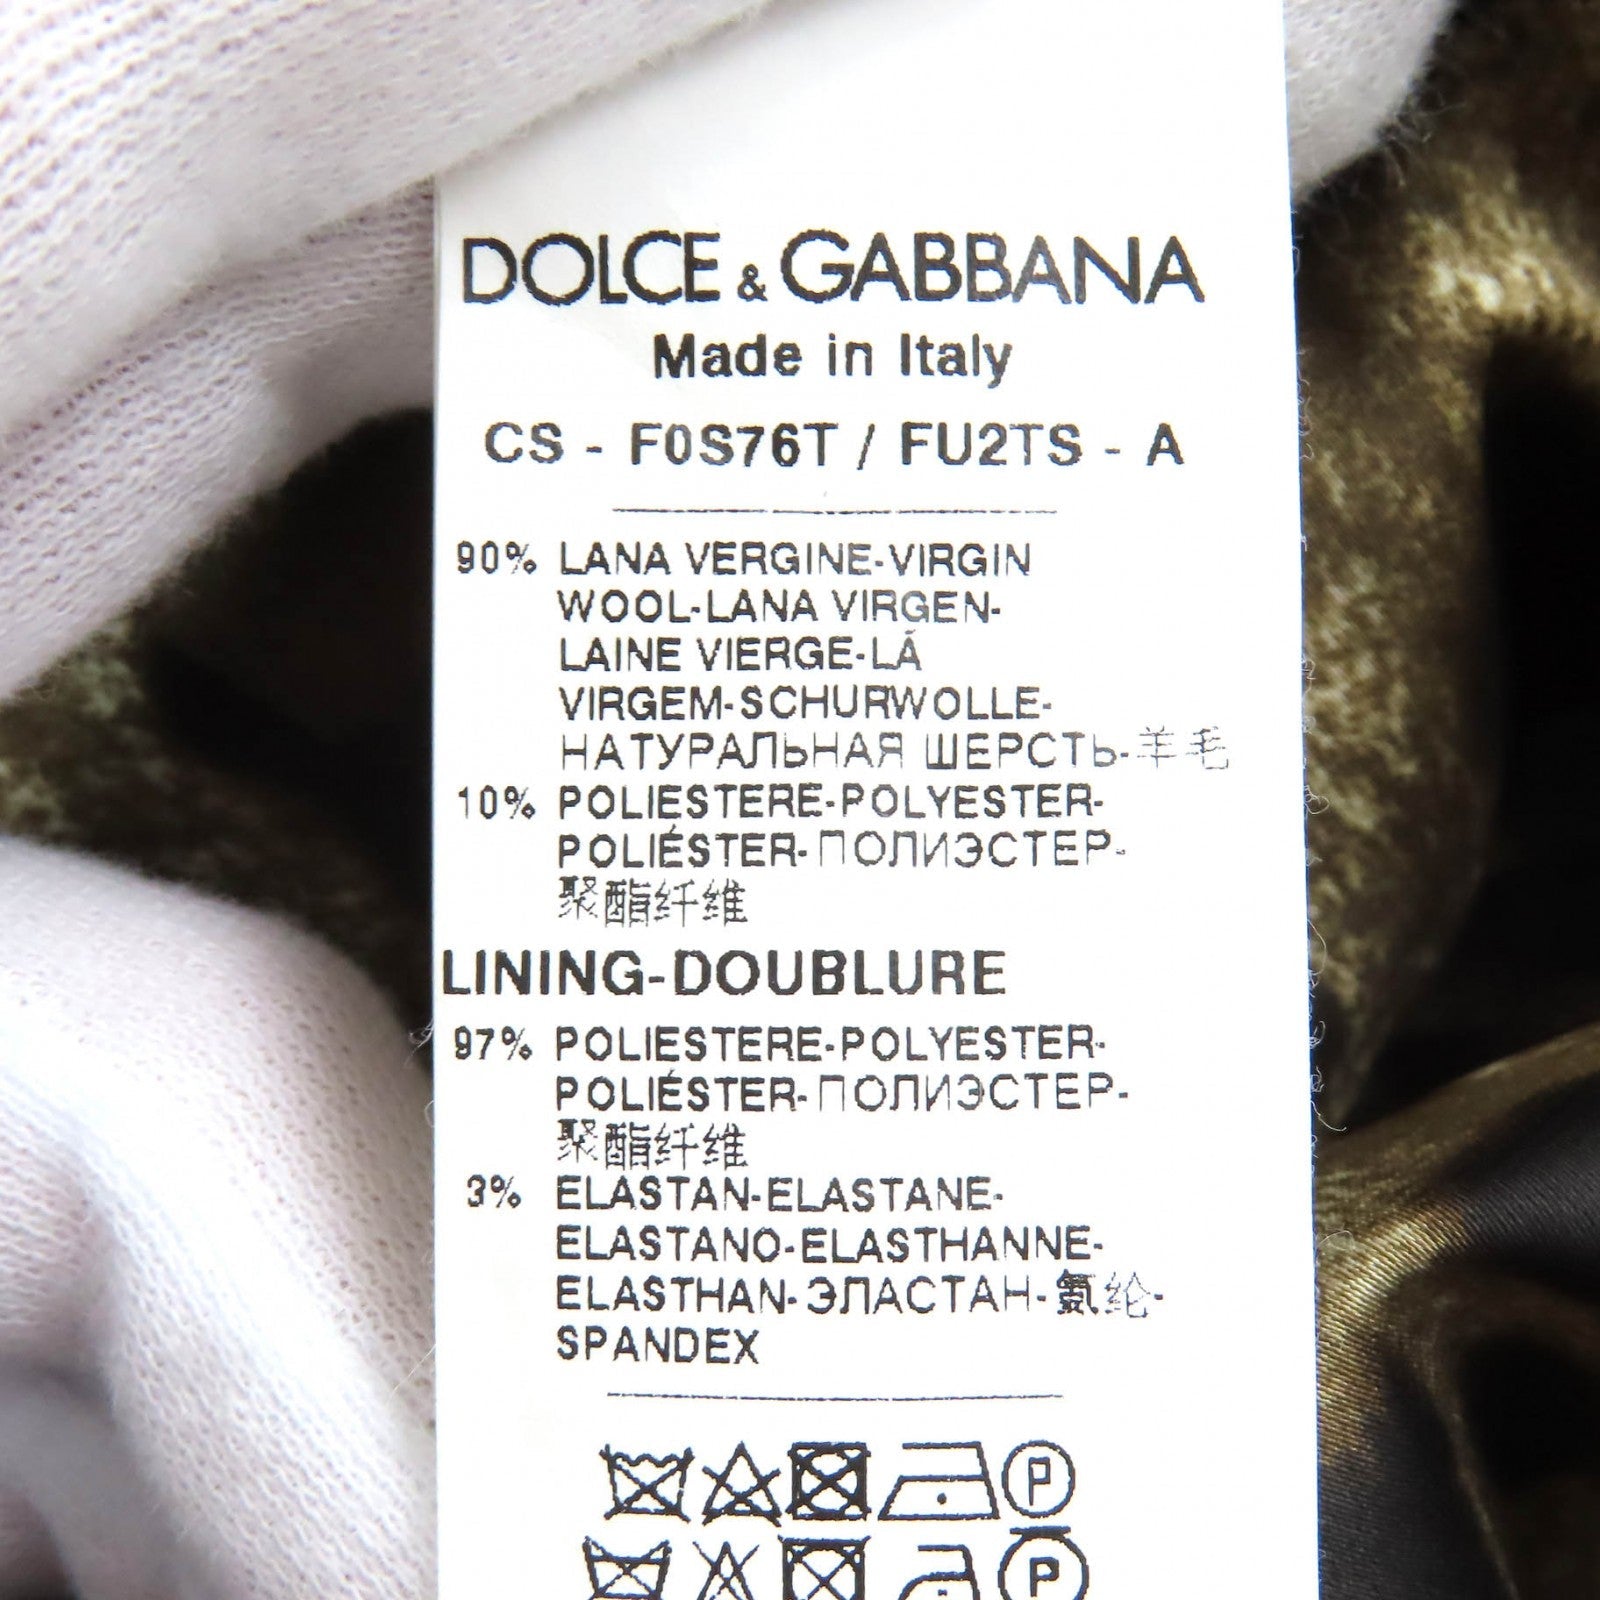 DOLCE & GABBANA
Made in Italy
CS - F0S76T / FU2TS - A
90% LANA VERGINE-VIRGIN
WOOL-LANA VIRGEN-
LAINE VIERGE-LÃ
VIRGEM-SCHURWOLLE-
НАТУРАЛЬНАЯ ШЕРСТЬ-羊毛
10% POLIESTERE-POLYESTER-
POLIÉSTER-ПОЛИЭСТЕР-
聚酯纤维
LINING-DOUBLURE
97% POLIESTERE-POLYESTER-
POLIÉSTER-ПОЛИЭСТЕР-
聚酯纤维
3% ELASTAN-ELASTANE-
ELASTANO-ELASTHANNE-
ELASTHAN-ЭЛАСТАН-氨纶-
SPANDEX
P
P